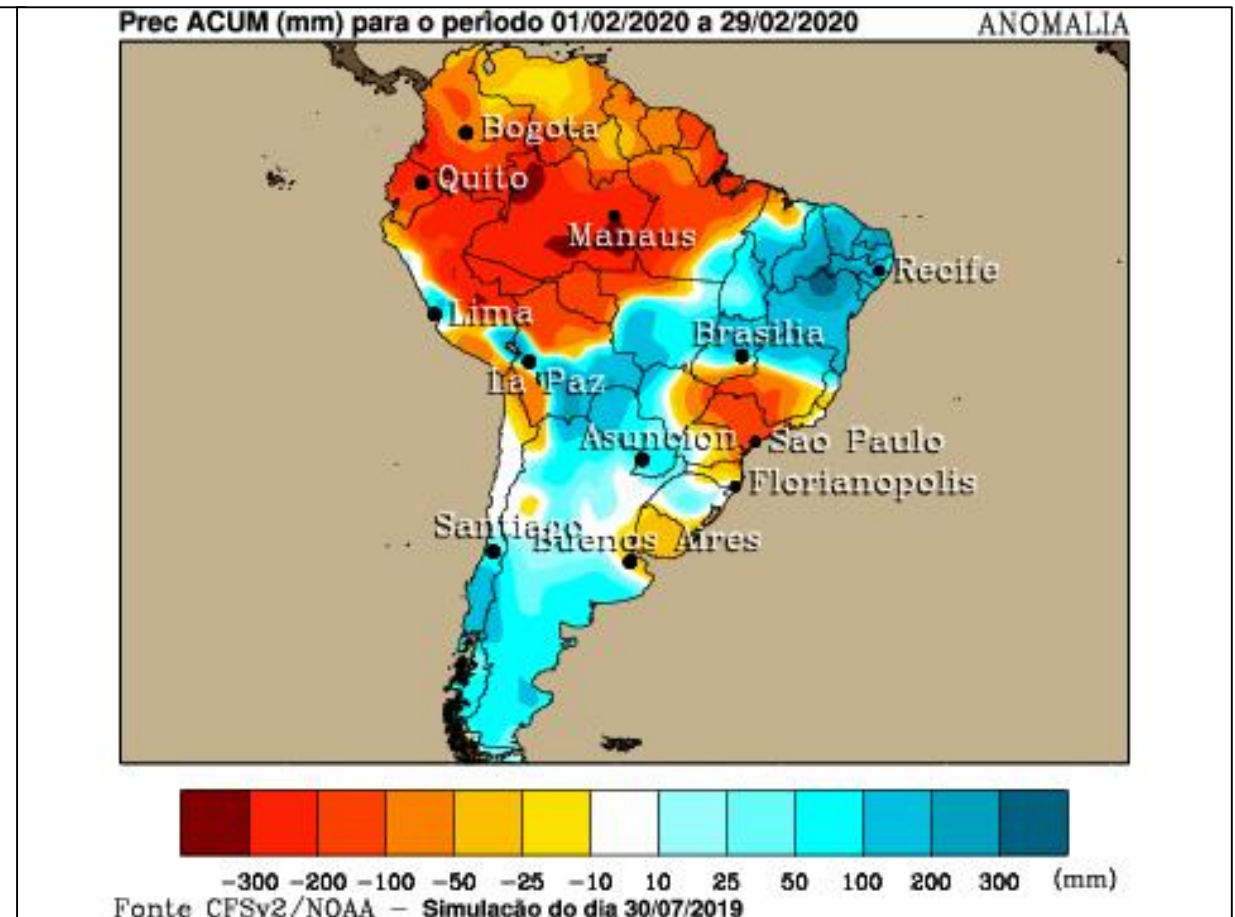 Prec ACUM (mm) para o período 01/02/2020 a 29/02/2020 ANOMALIA
Bogota
Quito
Manaus
Recife
Lima
Brasilia
La Paz
Asuncion
Sao Paulo
Florianopolis
Santiago
Buenos Aires
-300 -200 -100 -50 -25 -10 10 25 50 100 200 300 (mm)
Fonte CFSv2/NOAA – Simulação do dia 30/07/2019